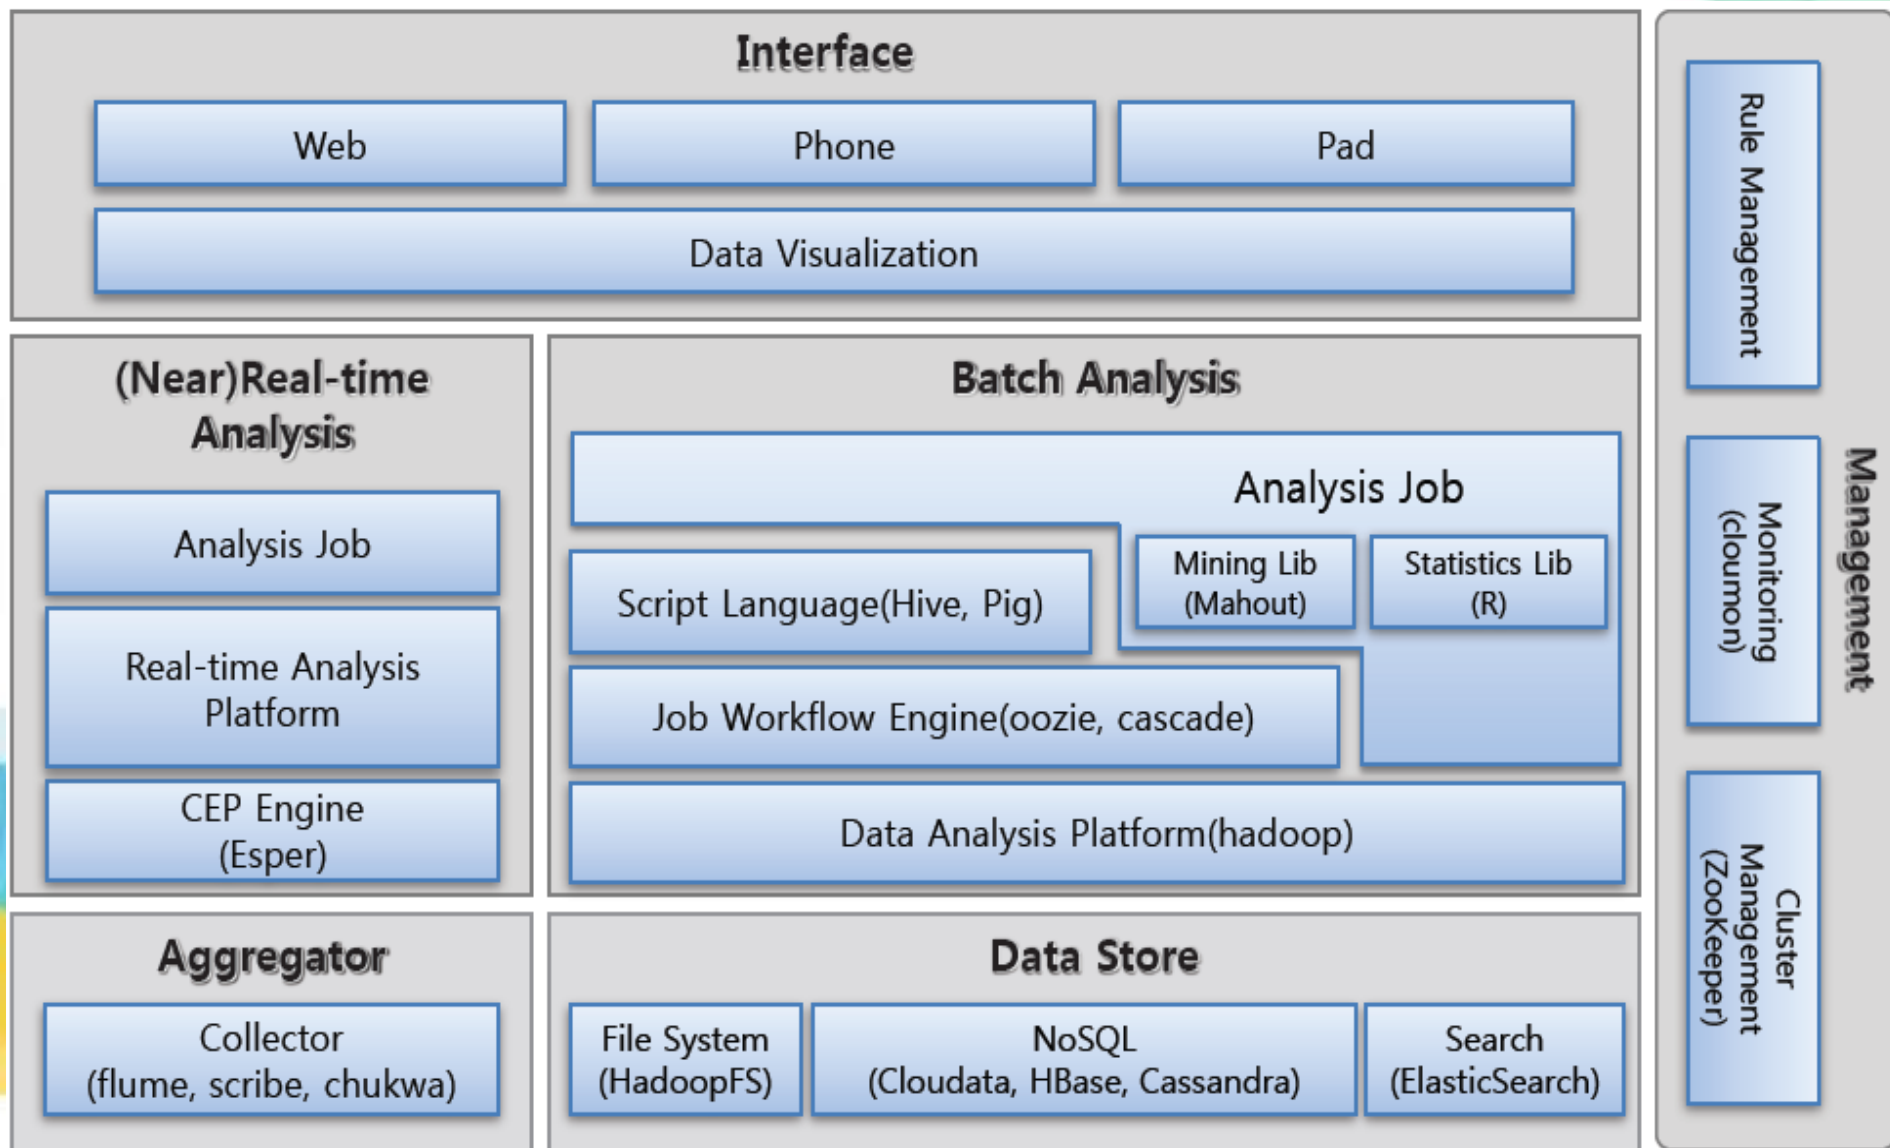 Interface
Web
Phone
Pad
Data Visualization
(Near)Real-time
Analysis
Analysis Job
Real-time Analysis
Platform
CEP Engine
(Esper)
Batch Analysis
Analysis Job
Mining Lib
(Mahout)
Statistics Lib
(R)
Script Language(Hive, Pig)
Job Workflow Engine(oozie, cascade)
Data Analysis Platform(hadoop)
Aggregator
Collector
(flume, scribe, chukwa)
Data Store
File System
(HadoopFS)
NoSQL
(Cloudata, HBase, Cassandra)
Search
(ElasticSearch)
Management
Rule Management
Monitoring
(cloumon)
Cluster
Management
(ZooKeeper)